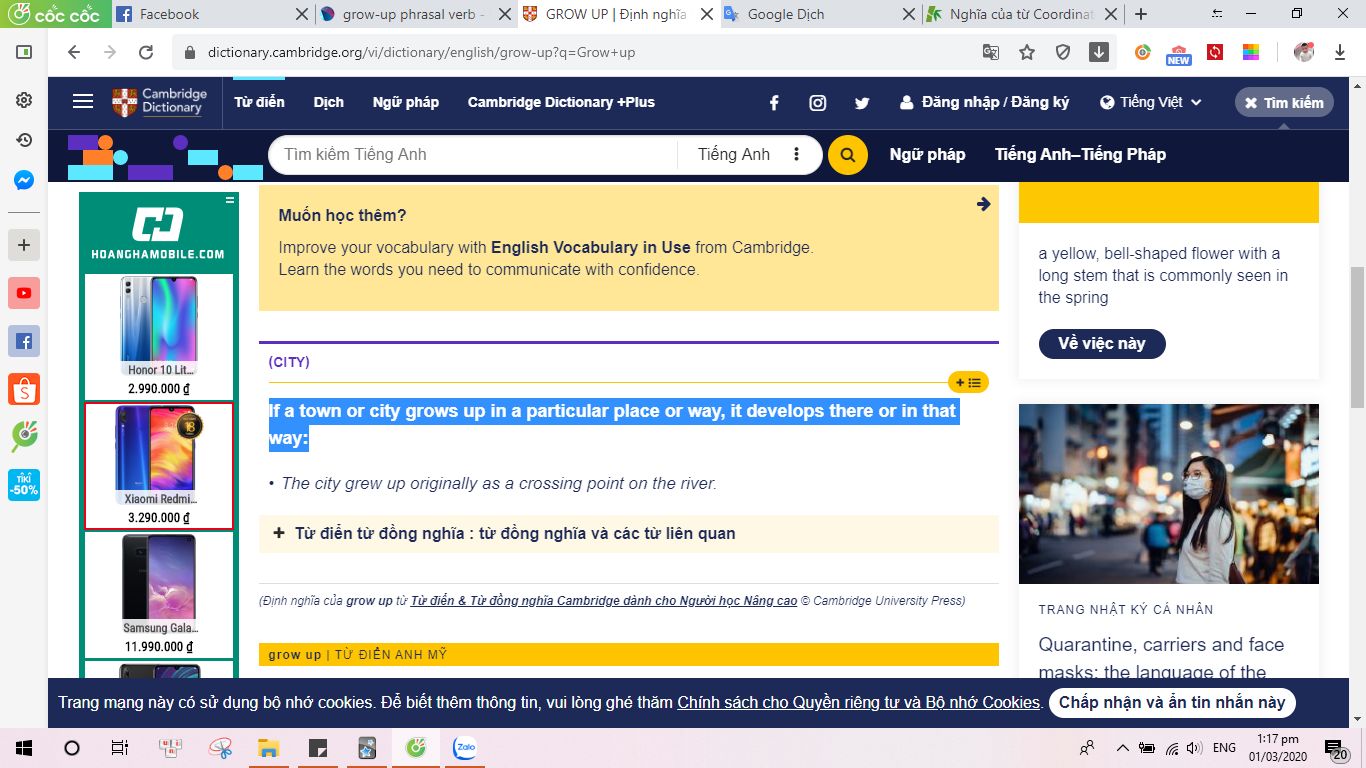 CỐC CỐC
Facebook
grow-up phrasal verb -
GROW UP | Định nghĩa
Google Dịch
Nghĩa của từ Coordinat
dictionary.cambridge.org/vi/dictionary/english/grow-up?q=Grow+up
NEW
Cambridge
Dictionary
Từ điển
Dịch
Ngữ pháp
Cambridge Dictionary +Plus
Đăng nhập / Đăng ký
Tiếng Việt
Tìm kiếm
Tìm kiếm Tiếng Anh
Tiếng Anh
Ngữ pháp
Tiếng Anh–Tiếng Pháp
HOANGHAMOBILE.COM
Honor 10 Lit...
2.990.000 ₫
Xiaomi Redmi...
3.290.000 ₫
Samsung Gala...
11.990.000 ₫
TIKI
-50%
Muốn học thêm?
Improve your vocabulary with English Vocabulary in Use from Cambridge.
Learn the words you need to communicate with confidence.
(CITY)
If a town or city grows up in a particular place or way, it develops there or in that
way:
• The city grew up originally as a crossing point on the river.
+ Từ điển từ đồng nghĩa : từ đồng nghĩa và các từ liên quan
(Định nghĩa của grow up từ Từ điển & Từ đồng nghĩa Cambridge dành cho Người học Nâng cao © Cambridge University Press)
grow up | TỪ ĐIỂN ANH MỸ
a yellow, bell-shaped flower with a
long stem that is commonly seen in
the spring
Về việc này
TRANG NHẬT KÝ CÁ NHÂN
Quarantine, carriers and face
masks: the language of the
Trang mạng này có sử dụng bộ nhớ cookies. Để biết thêm thông tin, vui lòng ghé thăm Chính sách cho Quyền riêng tư và Bộ nhớ Cookies.
Chấp nhận và ẩn tin nhắn này
Zalo
ENG
1:17 pm
01/03/2020
20